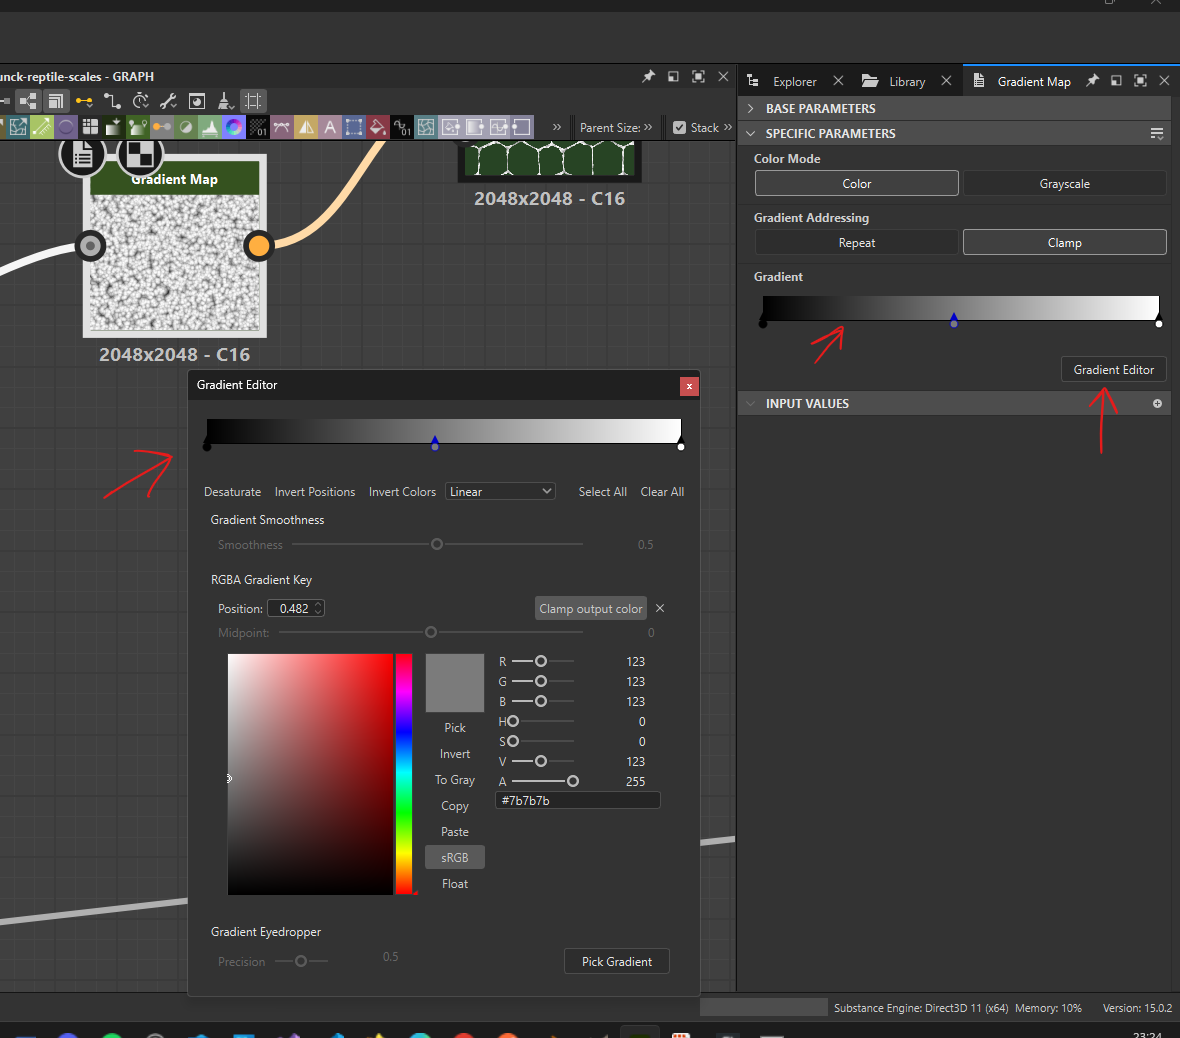 unck-reptile-scales - GRAPH
Explorer
Library
Gradient Map
BASE PARAMETERS
Parent Size: »
Stack »
SPECIFIC PARAMETERS
Color Mode
Color
Grayscale
Gradient Addressing
Repeat
Clamp
Gradient
Gradient Editor
INPUT VALUES
Gradient Map
2048x2048 - C16
2048x2048 - C16
Gradient Editor
x
Desaturate Invert Positions Invert Colors Linear Select All Clear All
Gradient Smoothness
Smoothness 0.5
RGBA Gradient Key
Position: 0.482 Clamp output color
Midpoint: 0
R 123
G 123
B 123
H 0
S 0
V 123
A 255
#7b7b7b
Pick
Invert
To Gray
Copy
Paste
sRGB
Float
Gradient Eyedropper
Precision 0.5
Pick Gradient
Substance Engine: Direct3D 11 (x64) Memory: 10% Version: 15.0.2
23:24